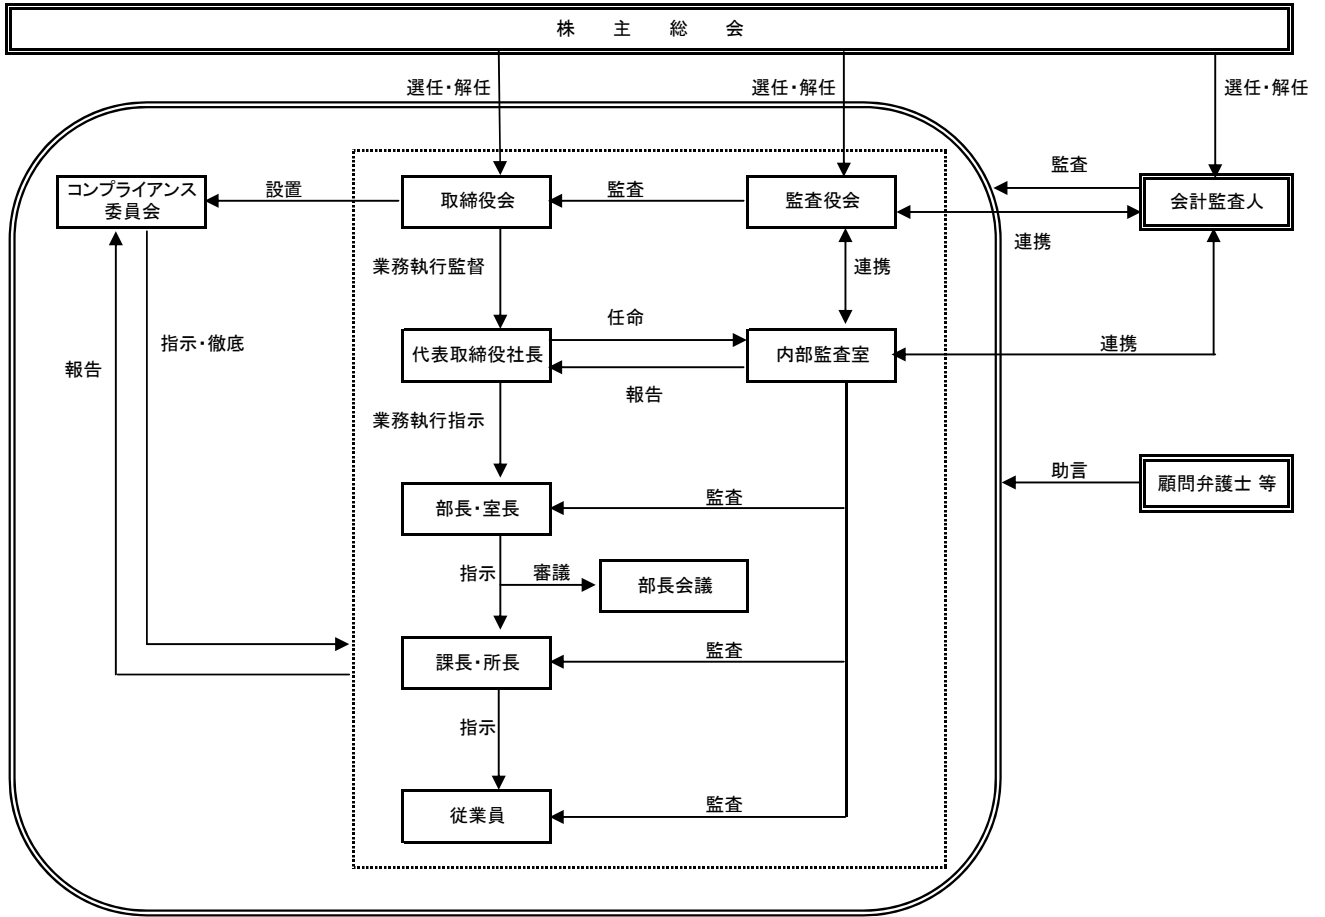 株主総会
選任・解任
選任・解任
選任・解任
監査
コンプライアンス
委員会
設置
取締役会
監査
監査役会
会計監査人
連携
業務執行監督
連携
任命
指示・徹底
連携
代表取締役社長
内部監査室
報告
報告
業務執行指示
助言
顧問弁護士 等
監査
部長・室長
指示
審議
部長会議
監査
課長・所長
指示
監査
従業員